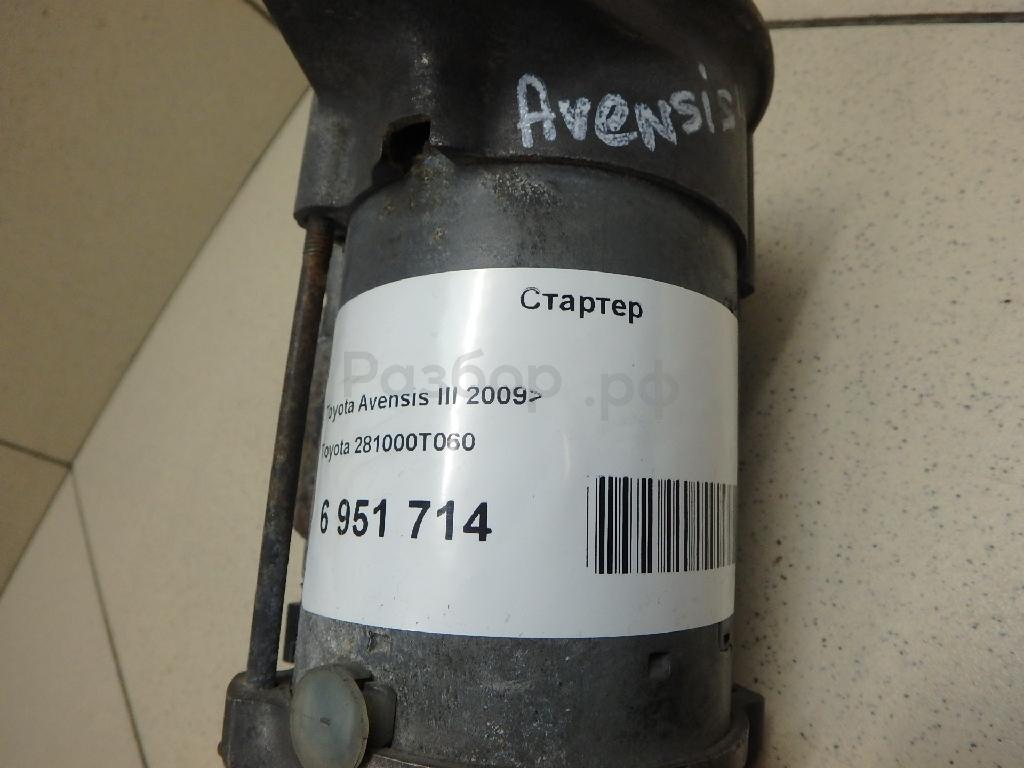 Avensis
Стартер
Разбор.рф
Toyota Avensis III 2009>
Toyota 281000T060
6 951 714